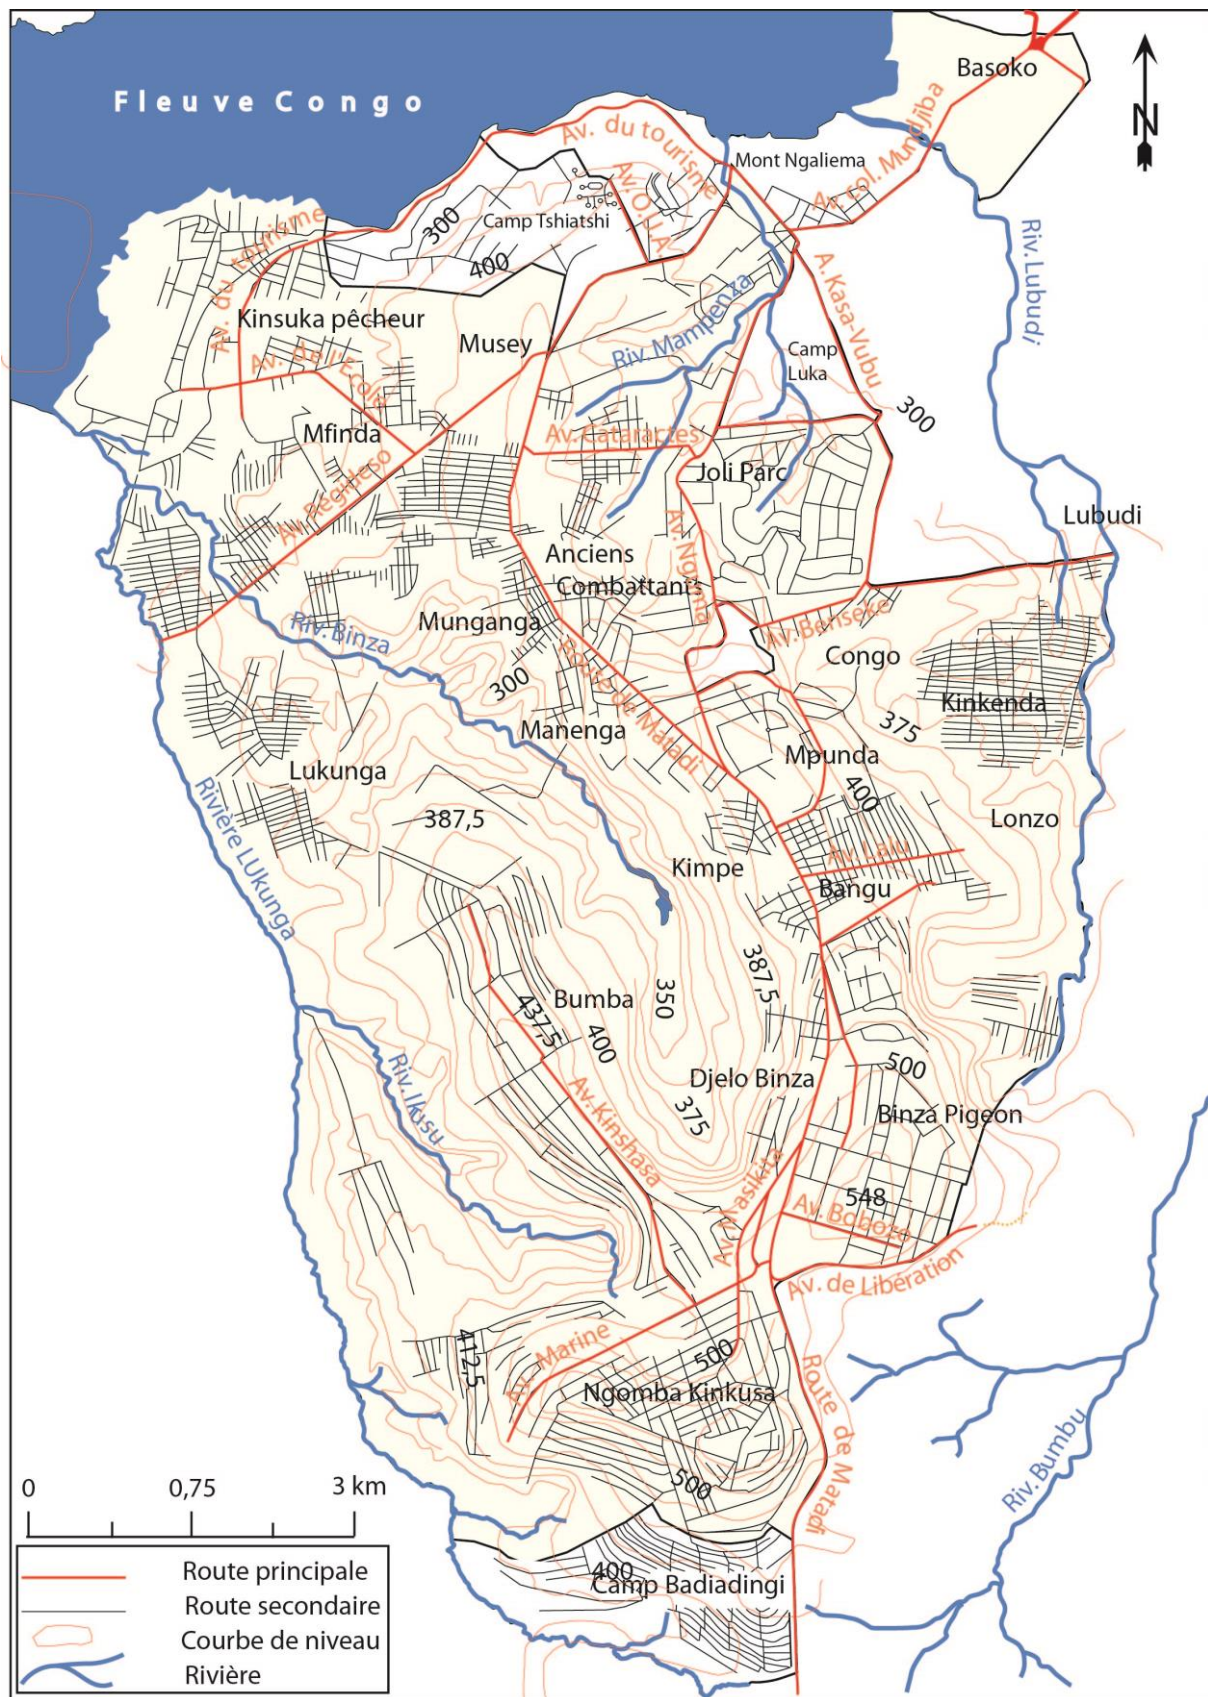 Basoko
Fleuve Congo
N
Av. du tourisme
Mont Ngaliema
Av. col. Mundjiba
Av. O.U.A.
Camp Tshiatshi
300
400
Av. du tourisme
Riv. Lubudi
A. Kasa-Vubu
Riv. Mampenza
Kinsuka pêcheur
Musey
Camp
Luka
Av. de l'Ecole
300
Mfinda
Av. Cataractes
Joli Parc
Av. Régideso
Lubudi
Av. Ngama
Anciens
Combattants
Munganga
Riv. Binza
Av. Benseke
Congo
300
Route de Matadi
Kinkenda
Manenga
375
Mpunda
Lukunga
400
387,5
Lonzo
Rivière LUkunga
Av. Lalu
Kimpe
Bangu
387,5
Bumba
350
437,5
400
500
Djelo Binza
Riv. Ikusu
375
Av. Kinshasa
Binza Pigeon
Av. Masikita
548
Av. Bobozo
Av. de Libération
Av. Marine
412,5
500
Ngomba Kinkusa
Route de Matadi
500
Riv. Bumbu
0 0,75 3 km
400
Camp Badiadingi
Route principale
Route secondaire
Courbe de niveau
Rivière